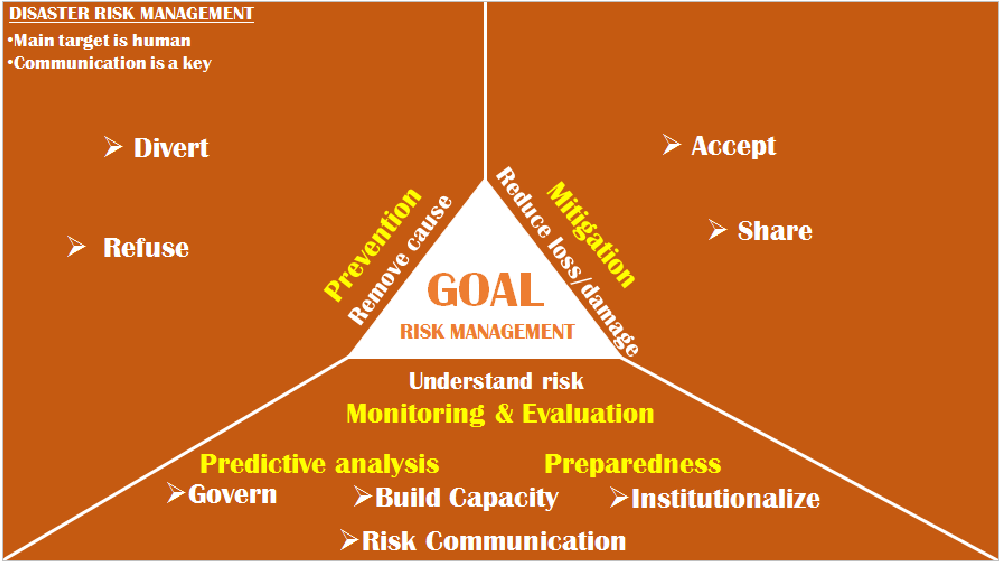 DISASTER RISK MANAGEMENT
•Main target is human
•Communication is a key
➢ Divert
➢ Refuse
Prevention
Remove cause
➢ Accept
➢ Share
Mitigation
Reduce loss/damage
GOAL
RISK MANAGEMENT
Understand risk
Monitoring & Evaluation
Predictive analysis
Preparedness
➢Govern
➢Build Capacity
➢Institutionalize
➢Risk Communication